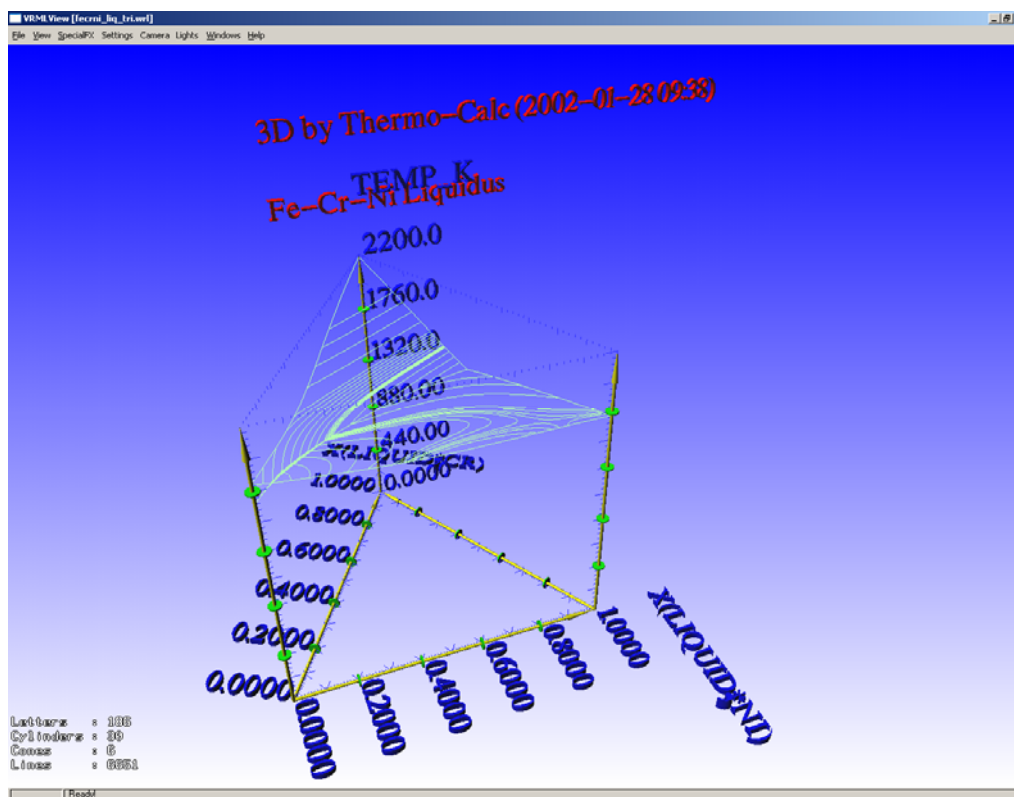 VRMLView [fecrni_liq_tri.wrl]
File View SpecialFX Settings Camera Lights Windows Help
3D by Thermo-Calc (2002-01-28 09:38)
TEMP_K
Fe-Cr-Ni Liquidus
2200.0
1760.0
1320.0
880.00
440.00
X(LIQUID*CR)
1.0000 0.0000
0.8000
0.6000
0.4000
0.2000
0.0000
0.0000 0.2000 0.4000 0.6000 0.8000 1.0000
X(LIQUID*NI)
Letters : 186
Cylinders : 30
Cones : 6
Lines : 6651
Ready!